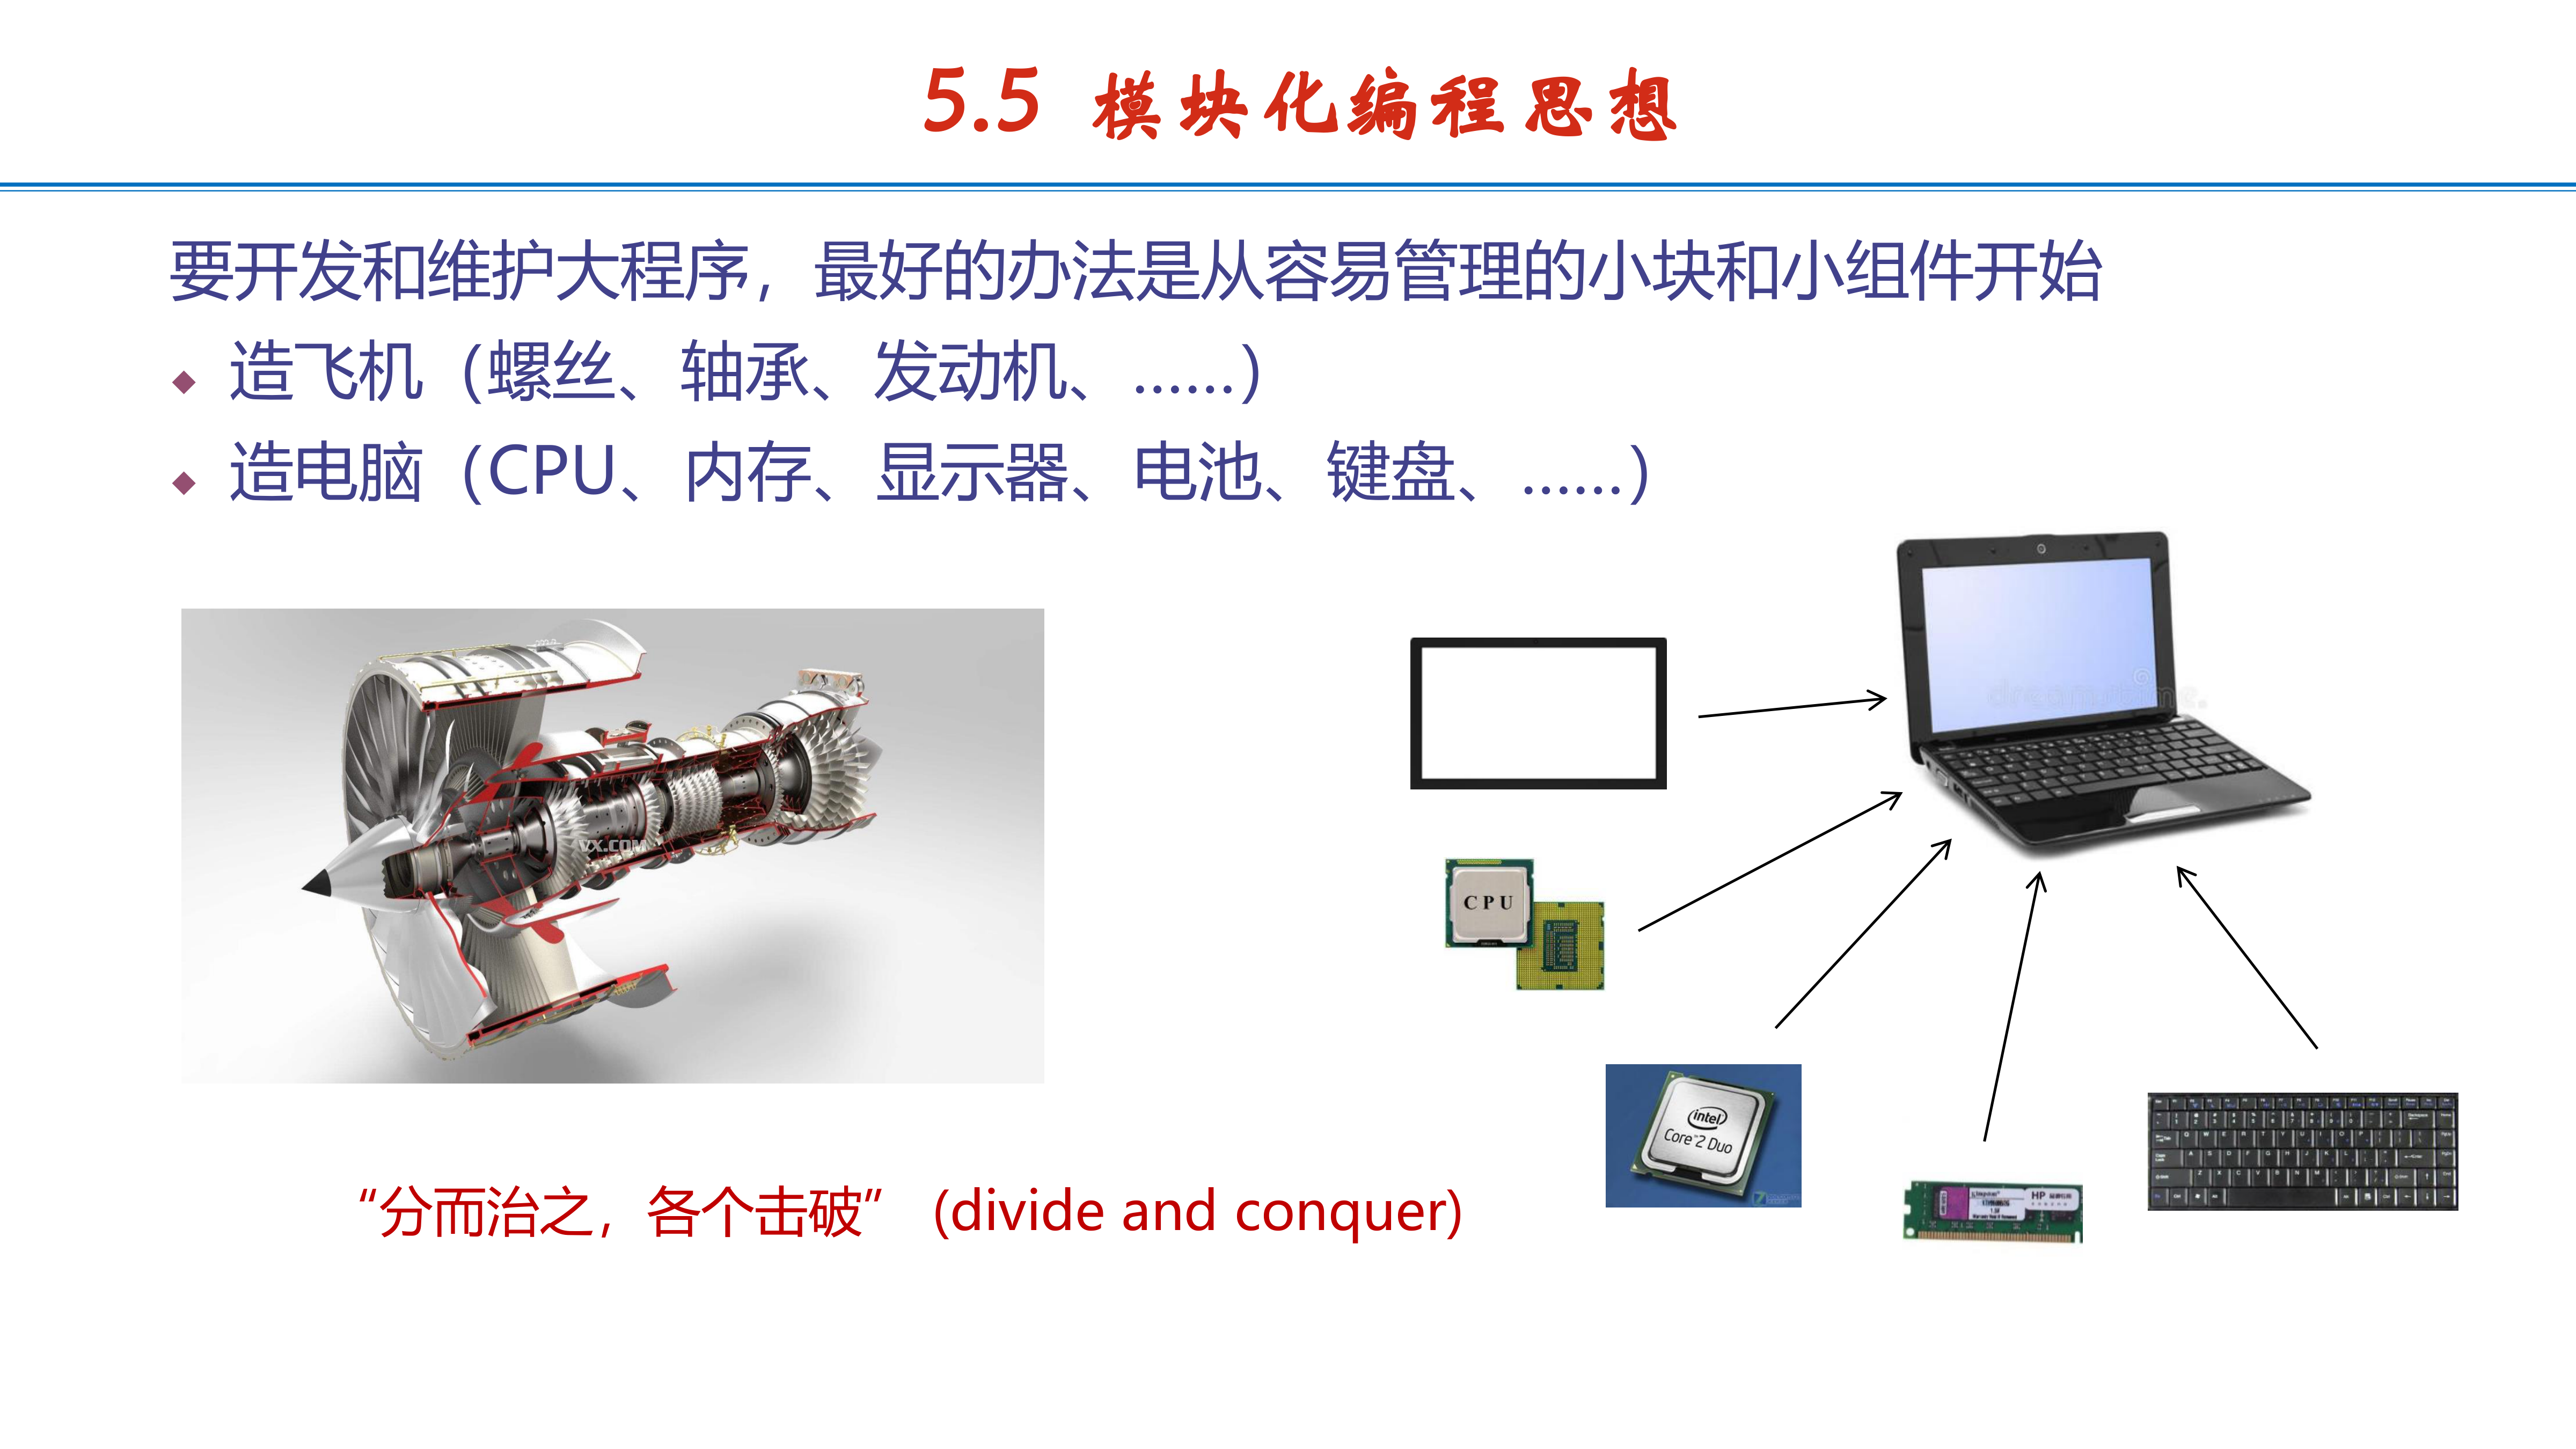 5.5 模块化编程思想
要开发和维护大程序，最好的办法是从容易管理的小块和小组件开始
◆ 造飞机（螺丝、轴承、发动机、……）
◆ 造电脑（CPU、内存、显示器、电池、键盘、……）
dreamstime.
VX.COM
CPU
intel
Core™2 Duo
HP
“分而治之，各个击破” (divide and conquer)